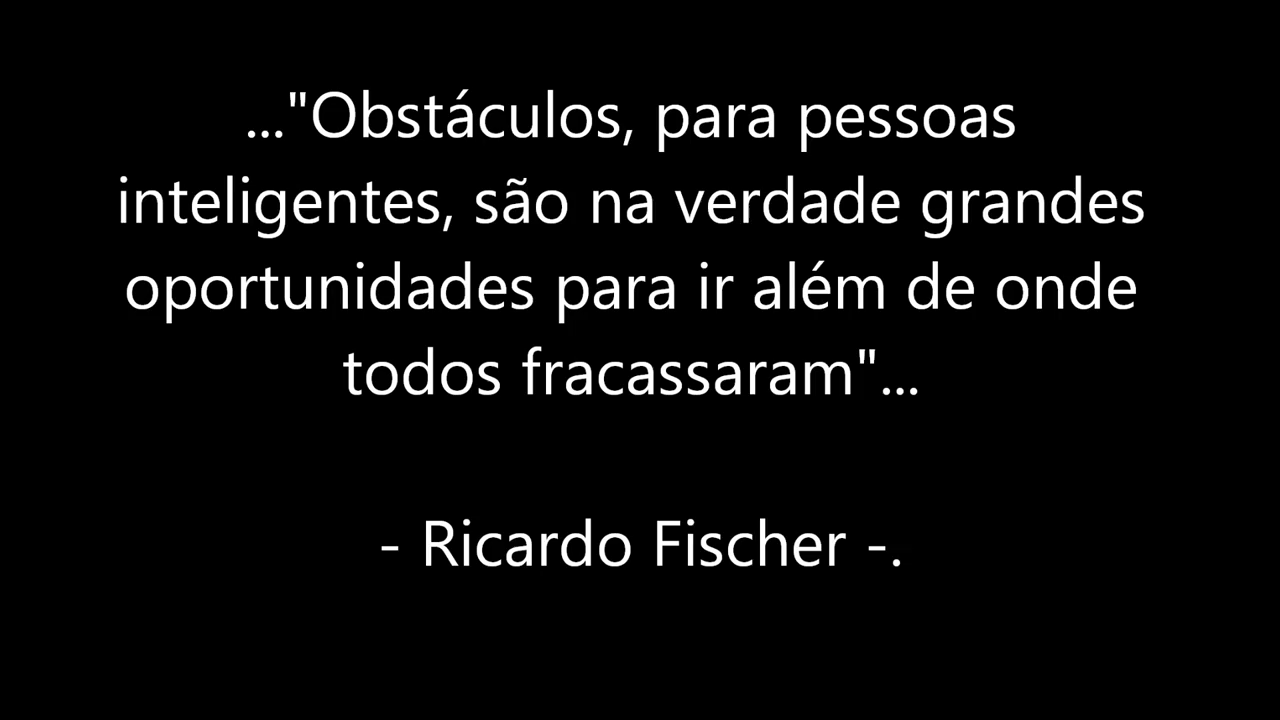 ..."Obstáculos, para pessoas
inteligentes, são na verdade grandes
oportunidades para ir além de onde
todos fracassaram"...
- Ricardo Fischer -.